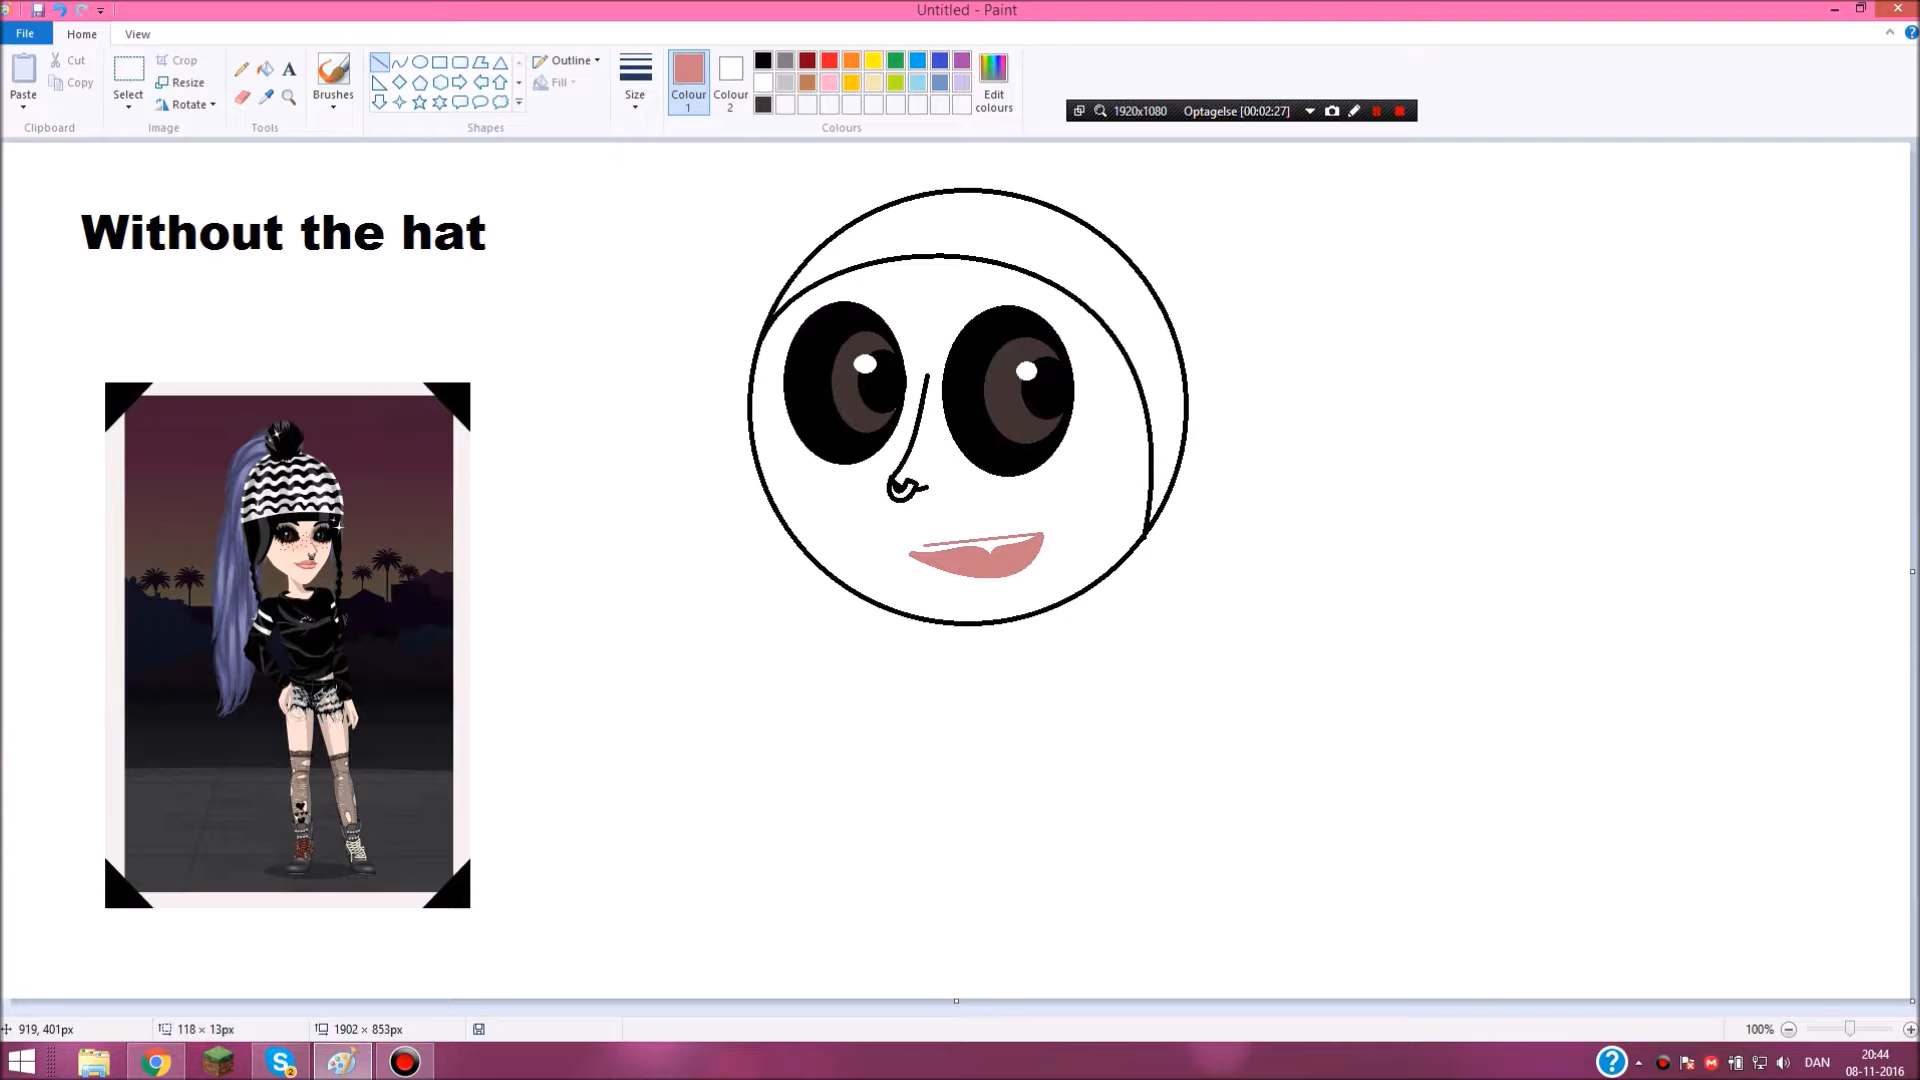 Untitled - Paint
File
Home
View
Paste
Cut
Copy
Clipboard
Select
Crop
Resize
Rotate
Image
A
Tools
Brushes
Outline
Fill
Shapes
Size
Colour
1
Colour
2
Edit
colours
Colours
1920x1080
Optagelse [00:02:27]
Without the hat
919, 401px
118 × 13px
1902 × 853px
100%
S
2
DAN
20:44
08-11-2016